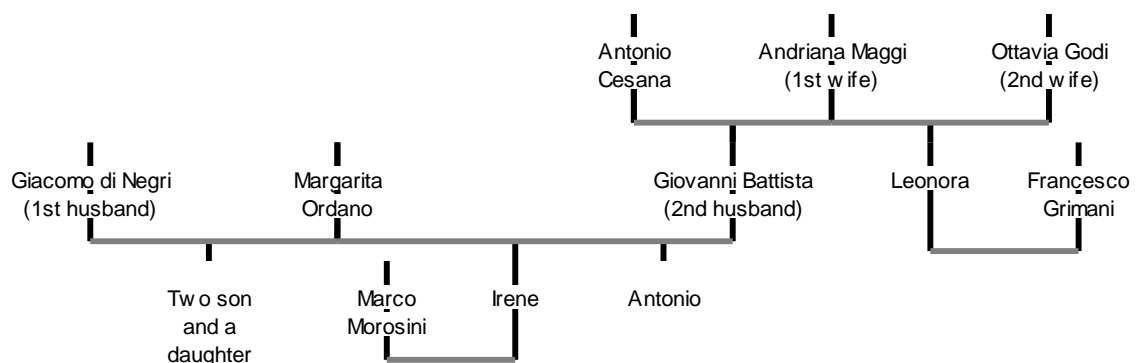 Antonio
Cesana
Andriana Maggi
(1st wife)
Ottavia Godi
(2nd wife)
Giacomo di Negri
(1st husband)
Margarita
Ordano
Giovanni Battista
(2nd husband)
Leonora
Francesco
Grimani
Two son
and a
daughter
Marco
Morosini
Irene
Antonio